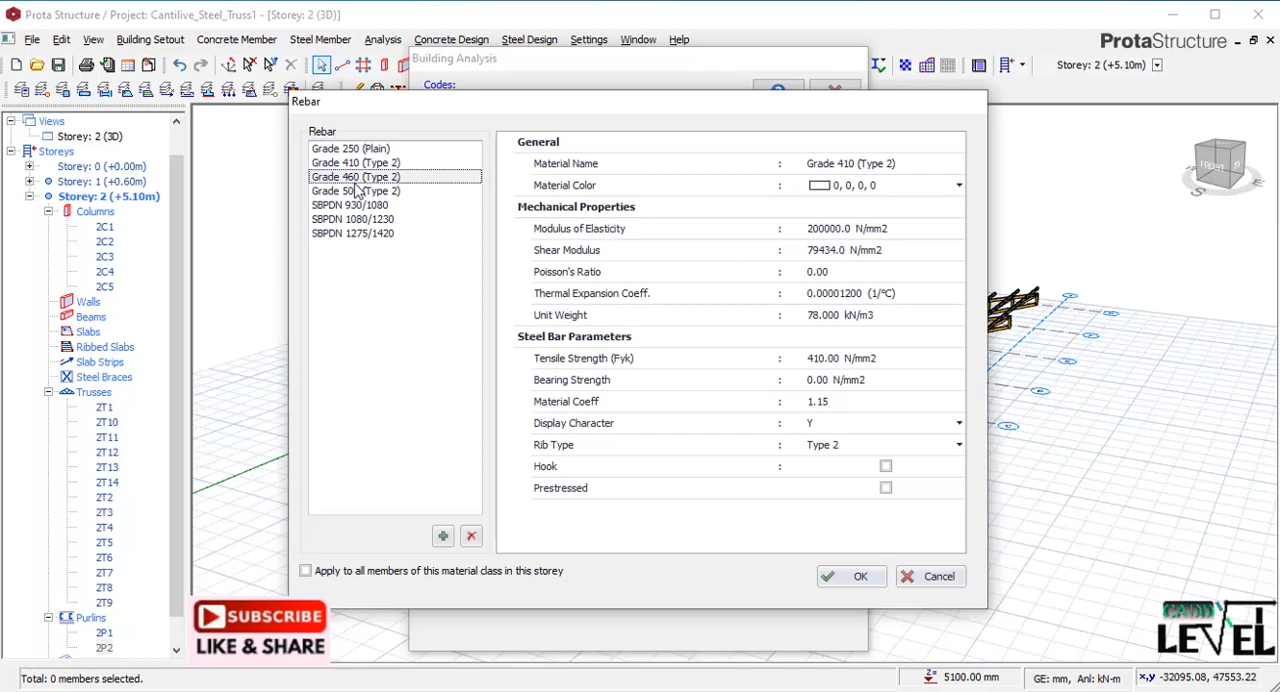 Prota Structure / Project: Cantilive_Steel_Truss1 - [Storey: 2 (3D)]
File Edit View Building Setout Concrete Member Steel Member Analysis Concrete Design Steel Design Settings Window Help
ProtaStructure
Building Analysis
Codes:
Storey: 2 (+5.10m)
Rebar
Views
Storey: 2 (3D)
Storeys
Storey: 0 (+0.00m)
Storey: 1 (+0.60m)
Storey: 2 (+5.10m)
Columns
2C1
2C2
2C3
2C4
2C5
Walls
Beams
Slabs
Ribbed Slabs
Slab Strips
Steel Braces
Trusses
2T1
2T10
2T11
2T12
2T13
2T14
2T2
2T3
2T4
2T5
2T6
2T7
2T8
2T9
Purlins
2P1
2P2
Rebar
Grade 250 (Plain)
Grade 410 (Type 2)
Grade 460 (Type 2)
Grade 50 (Type 2)
SBPDN 930/1080
SBPDN 1080/1230
SBPDN 1275/1420
General
Material Name : Grade 410 (Type 2)
Material Color : 0, 0, 0, 0
Mechanical Properties
Modulus of Elasticity : 200000.0 N/mm2
Shear Modulus : 79434.0 N/mm2
Poisson's Ratio : 0.00
Thermal Expansion Coeff. : 0.00001200 (1/°C)
Unit Weight : 78.000 kN/m3
Steel Bar Parameters
Tensile Strength (Fyk) : 410.00 N/mm2
Bearing Strength : 0.00 N/mm2
Material Coeff : 1.15
Display Character : Y
Rib Type : Type 2
Hook :
Prestressed :
Apply to all members of this material class in this storey
OK Cancel
FRONT
S
SUBSCRIBE
LIKE & SHARE
CADD
LEVEL
Total: 0 members selected.
Z= 5100.00 mm
GE: mm, Anl: kN-m
x,y -32095.08, 47553.22